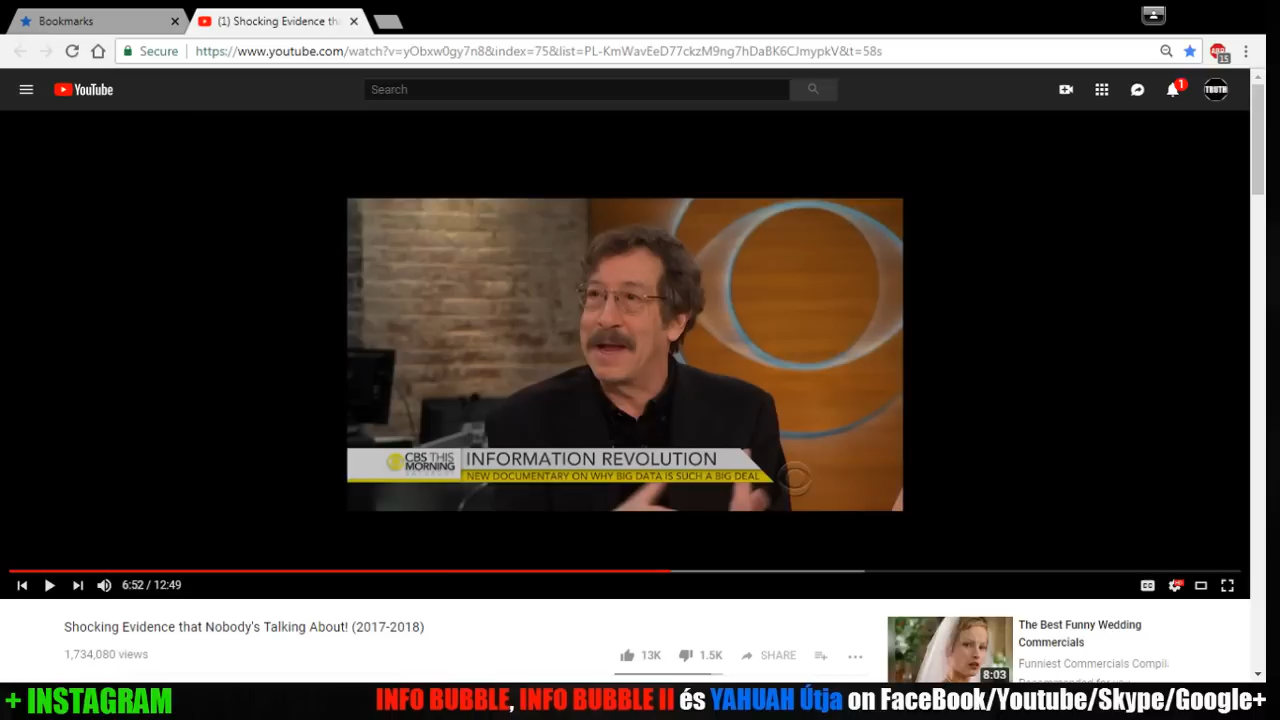 Bookmarks
(1) Shocking Evidence th
Secure
https://www.youtube.com/watch?v=yObxw0gy7n8&index=75&list=PL-KmWavEeD77ckzM9ng7hDaBK6CJmypkV&t=58s
15
YouTube
Search
1
TRUTH
CBS THIS MORNING
INFORMATION REVOLUTION
NEW DOCUMENTARY ON WHY BIG DATA IS SUCH A BIG DEAL
6:52 / 12:49
CC
HD
Shocking Evidence that Nobody's Talking About! (2017-2018)
1,734,080 views
13K
1.5K
SHARE
The Best Funny Wedding
Commercials
Funniest Commercials Compil
8:03
+ INSTAGRAM
INFO BUBBLE, INFO BUBBLE II és YAHUAH Útja on FaceBook/Youtube/Skype/Google+